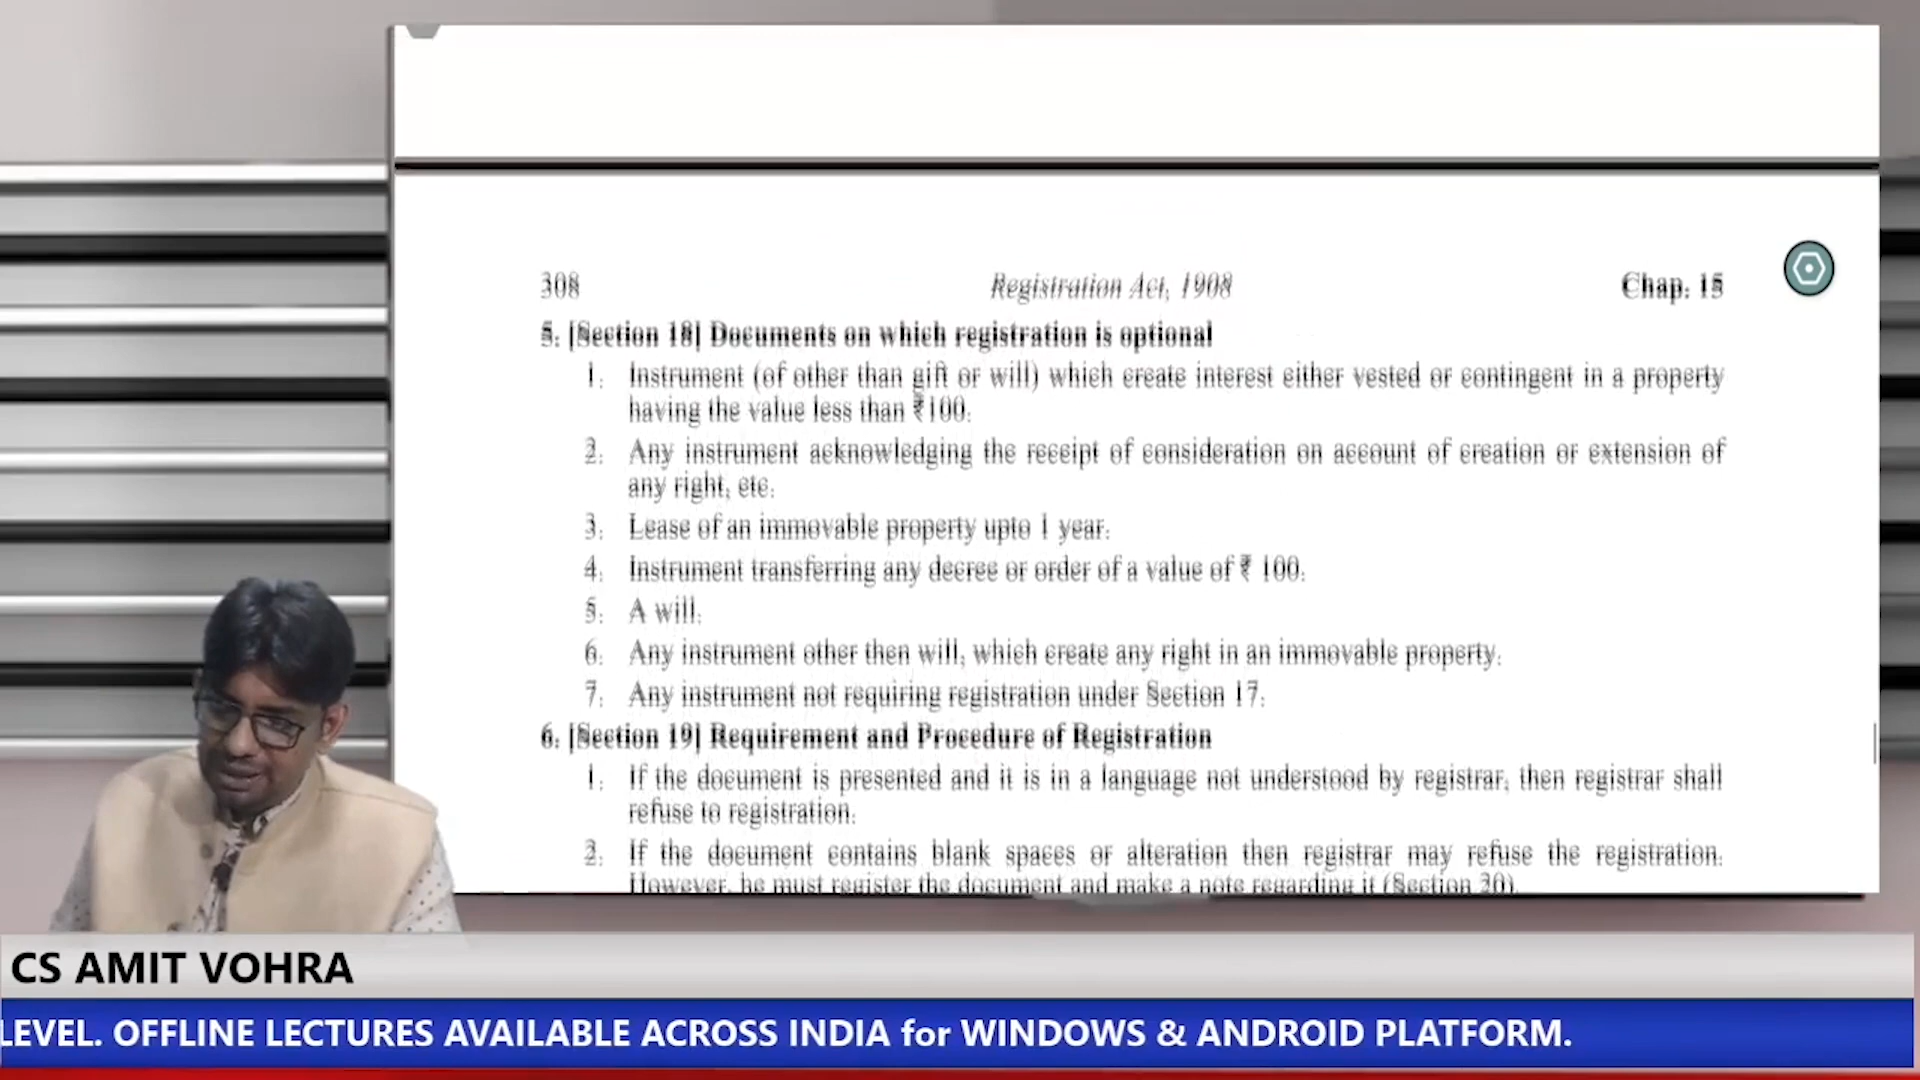 308 Registration Act, 1908 Chap. 15
5. [Section 18] Documents on which registration is optional
1. Instrument (of other than gift or will) which create interest either vested or contingent in a property
having the value less than ₹100.
2. Any instrument acknowledging the receipt of consideration on account of creation or extension of
any right, etc.
3. Lease of an immovable property upto 1 year.
4. Instrument transferring any decree or order of a value of ₹ 100.
5. A will.
6. Any instrument other then will, which create any right in an immovable property.
7. Any instrument not requiring registration under Section 17.
6. [Section 19] Requirement and Procedure of Registration
1. If the document is presented and it is in a language not understood by registrar, then registrar shall
refuse to registration.
2. If the document contains blank spaces or alteration then registrar may refuse the registration.
However, he must register the document and make a note regarding it (Section 20).
CS AMIT VOHRA
LEVEL. OFFLINE LECTURES AVAILABLE ACROSS INDIA for WINDOWS & ANDROID PLATFORM.